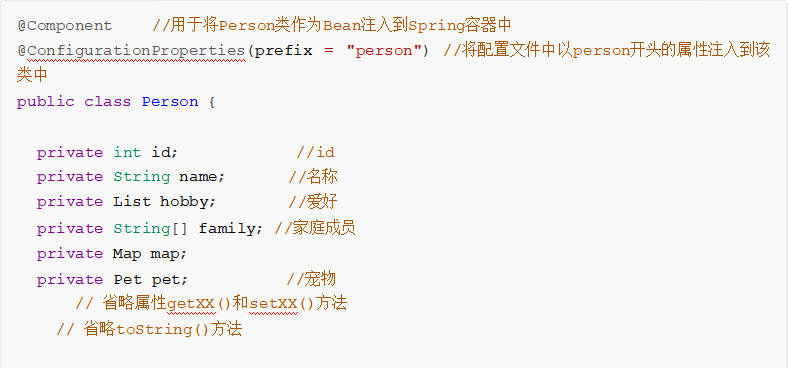 @Component    //用于将Person类作为Bean注入到Spring容器中
@ConfigurationProperties(prefix = "person") //将配置文件中以person开头的属性注入到该
类中
public class Person {
private int id;            //id
private String name;       //名称
private List hobby;        //爱好
private String[] family; //家庭成员
private Map map;
private Pet pet;           //宠物
// 省略属性getXX()和setXX()方法
// 省略toString()方法